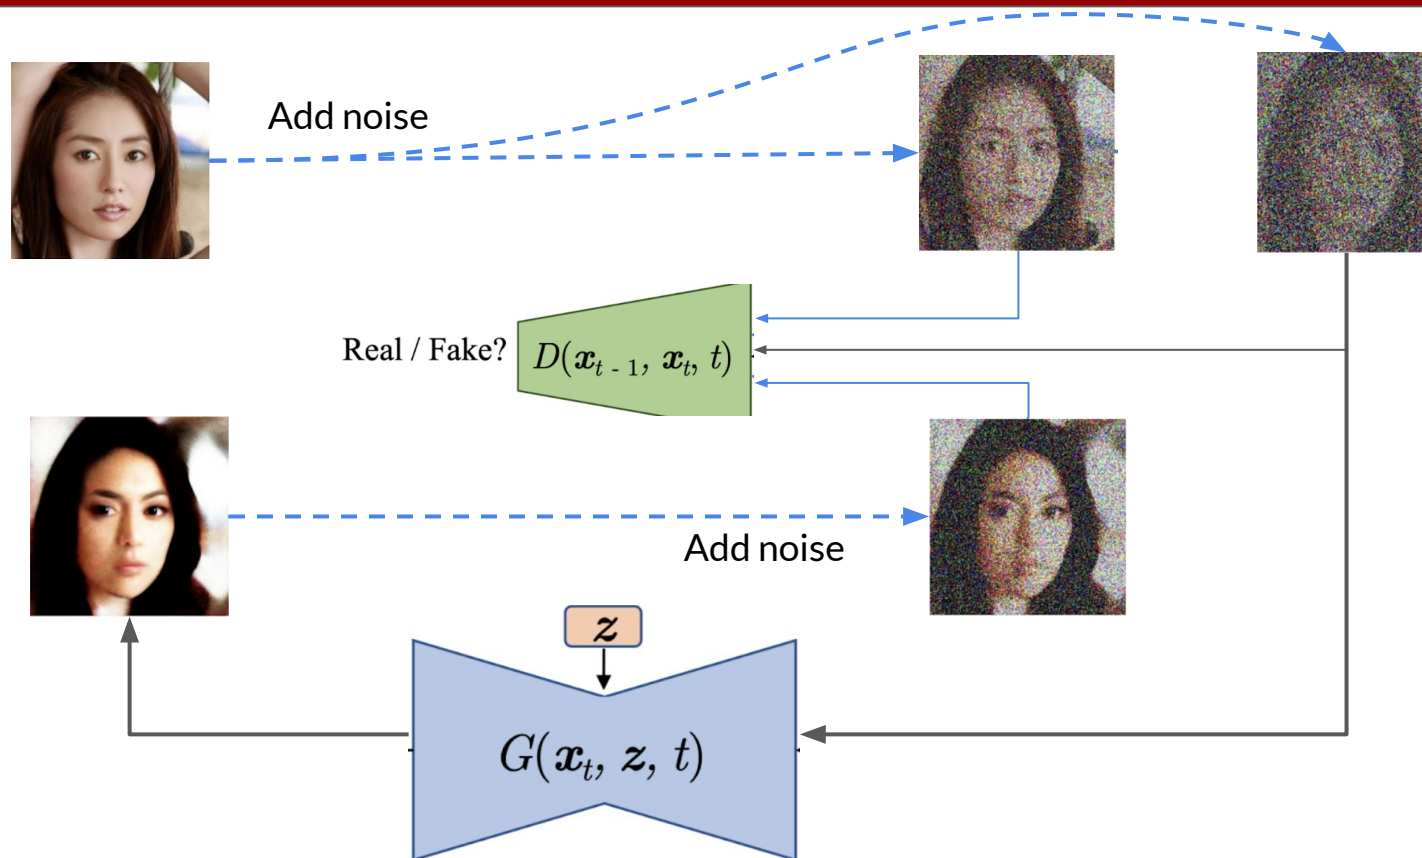 Add noise
Real / Fake?
D(x_{t - 1}, x_t, t)
Add noise
z
G(x_t, z, t)